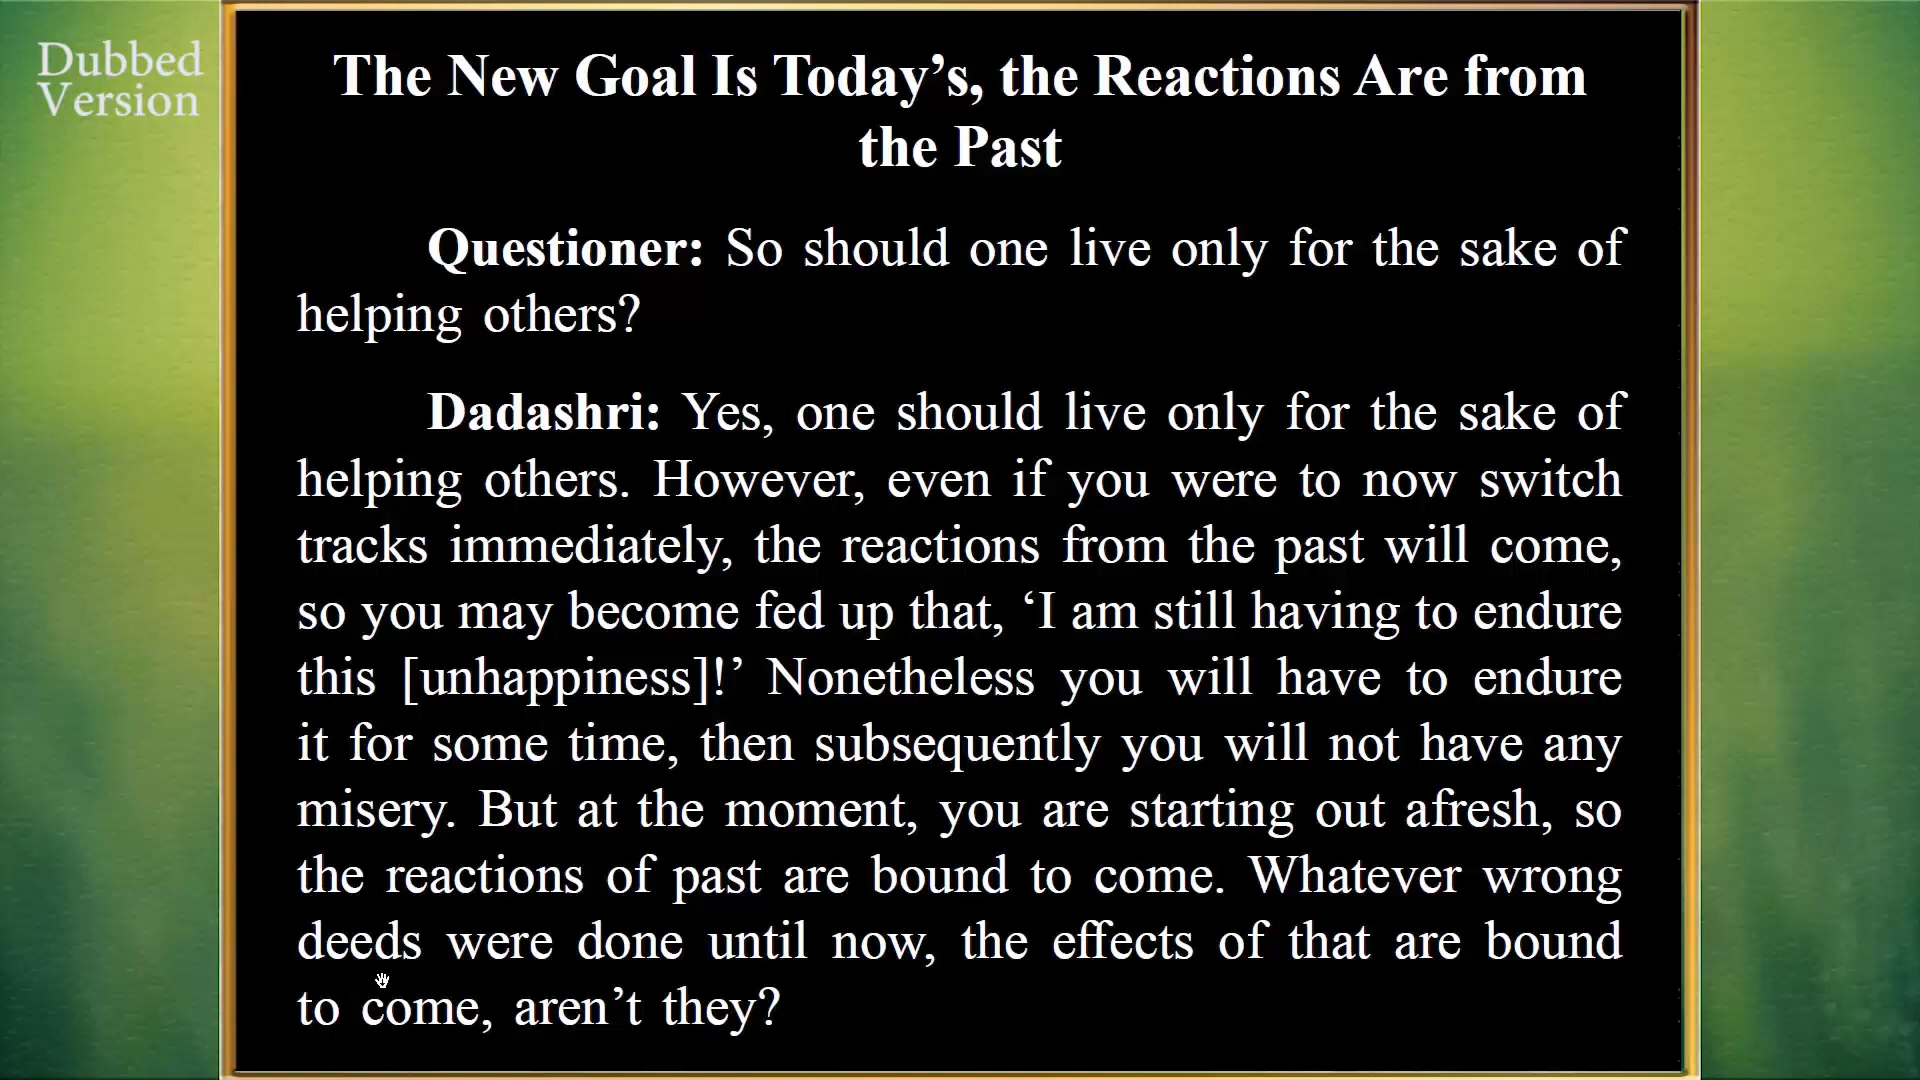 Dubbed
Version
The New Goal Is Today’s, the Reactions Are from
the Past
Questioner: So should one live only for the sake of
helping others?
Dadashri: Yes, one should live only for the sake of
helping others. However, even if you were to now switch
tracks immediately, the reactions from the past will come,
so you may become fed up that, ‘I am still having to endure
this [unhappiness]!’ Nonetheless you will have to endure
it for some time, then subsequently you will not have any
misery. But at the moment, you are starting out afresh, so
the reactions of past are bound to come. Whatever wrong
deeds were done until now, the effects of that are bound
to come, aren’t they?